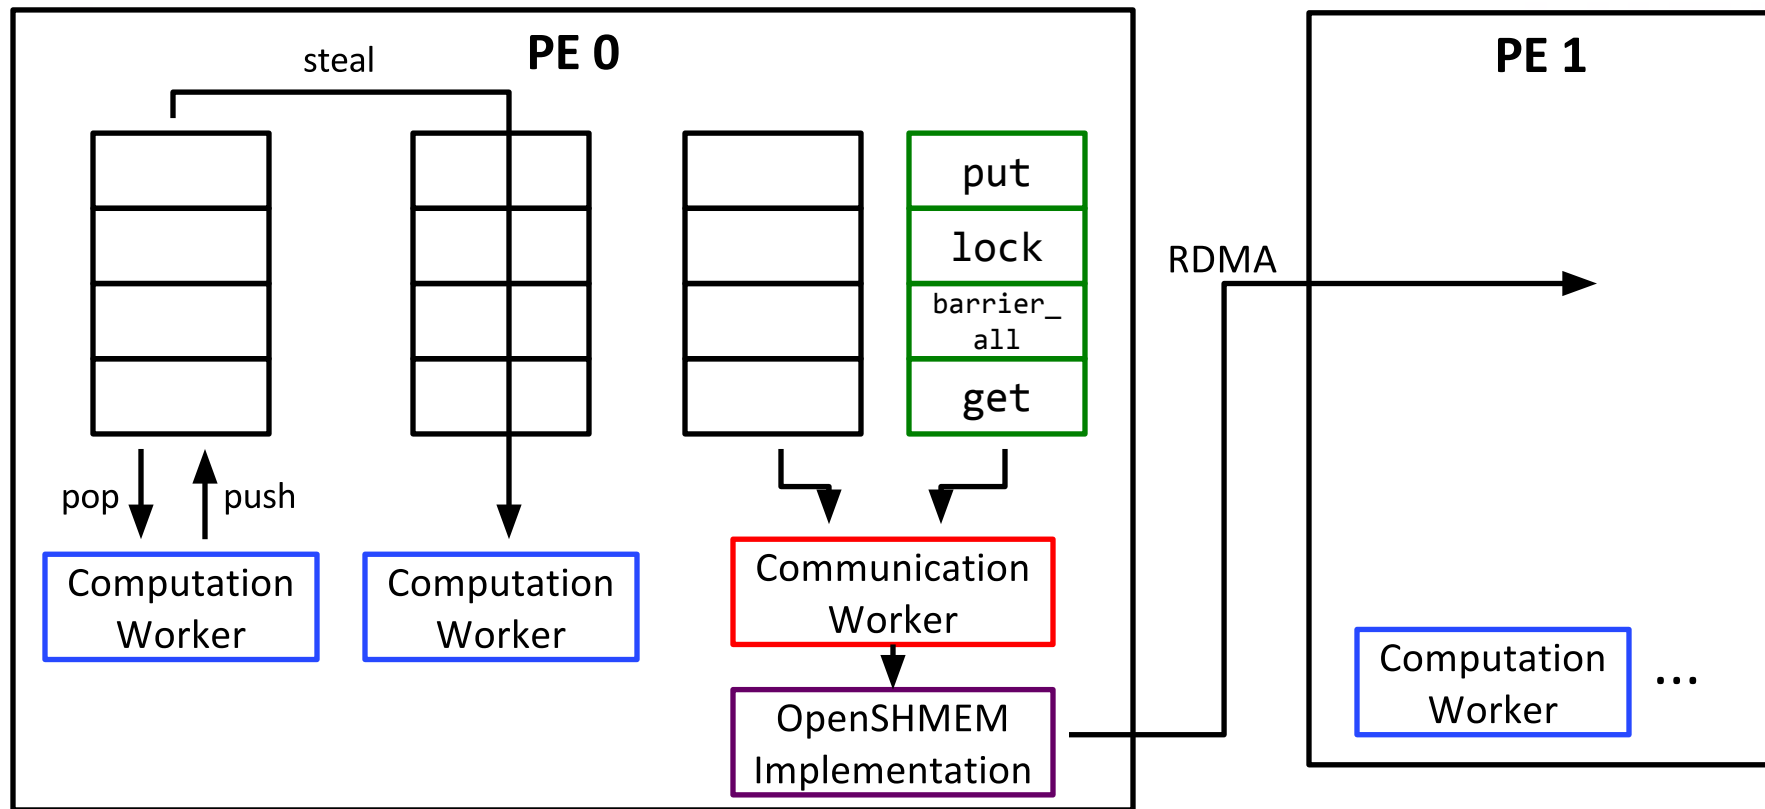 PE 0
PE 1
steal
put
lock
barrier_
all
get
RDMA
pop
push
Computation
Worker
Computation
Worker
Communication
Worker
OpenSHMEM
Implementation
Computation
Worker
...